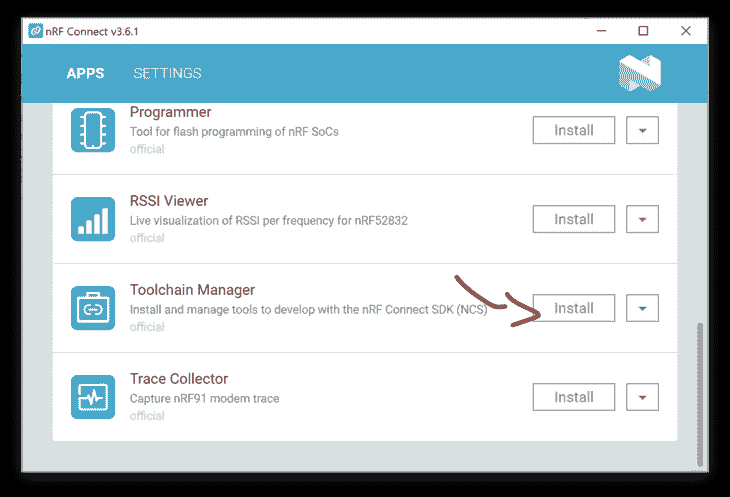 nRF Connect v3.6.1
APPS
SETTINGS
Programmer
Tool for flash programming of nRF SoCs
official
Install
RSSI Viewer
Live visualization of RSSI per frequency for nRF52832
official
Install
Toolchain Manager
Install and manage tools to develop with the nRF Connect SDK (NCS)
official
Install
Trace Collector
Capture nRF91 modem trace
official
Install